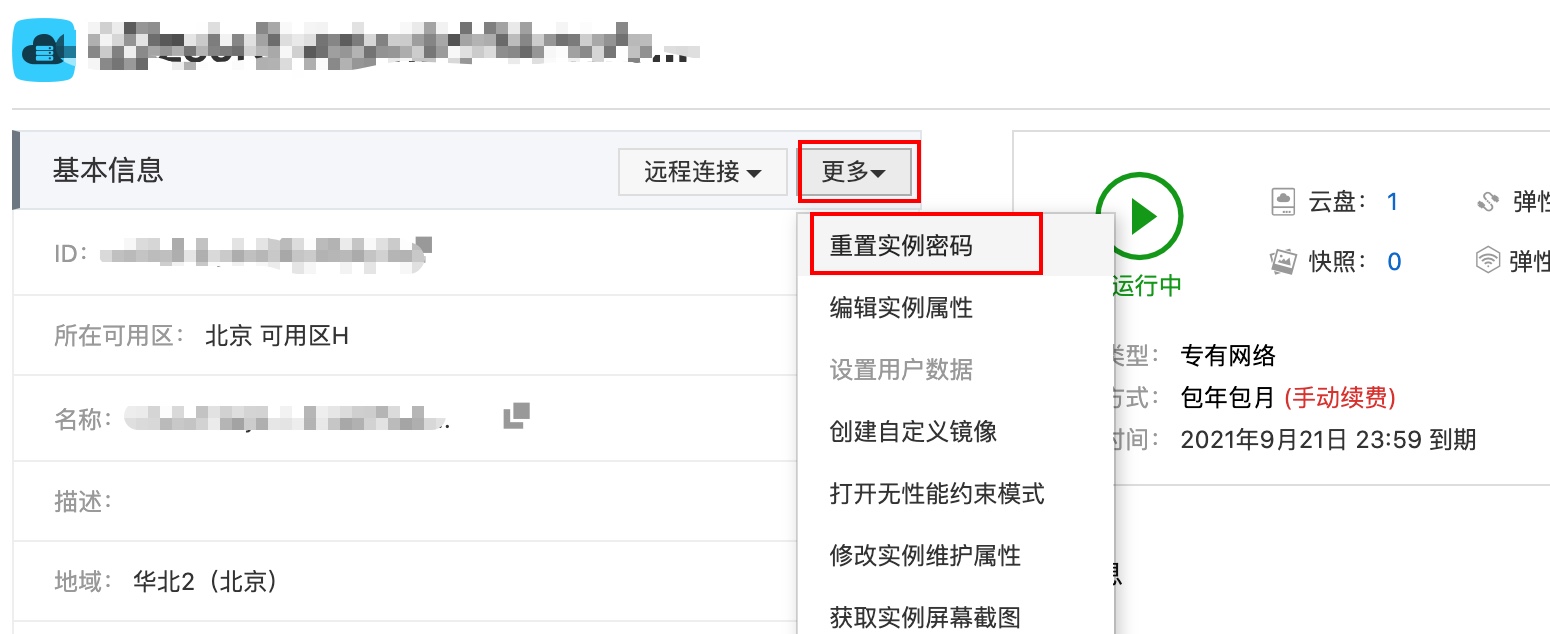 基本信息
远程连接 更多
ID:
所在可用区: 北京 可用区H
名称:
描述:
地域: 华北2（北京）
重置实例密码
编辑实例属性
设置用户数据
创建自定义镜像
打开无性能约束模式
修改实例维护属性
获取实例屏幕截图
运行中
云盘: 1 弹性
快照: 0 弹性
类型: 专有网络
方式: 包年包月 (手动续费)
时间: 2021年9月21日 23:59 到期